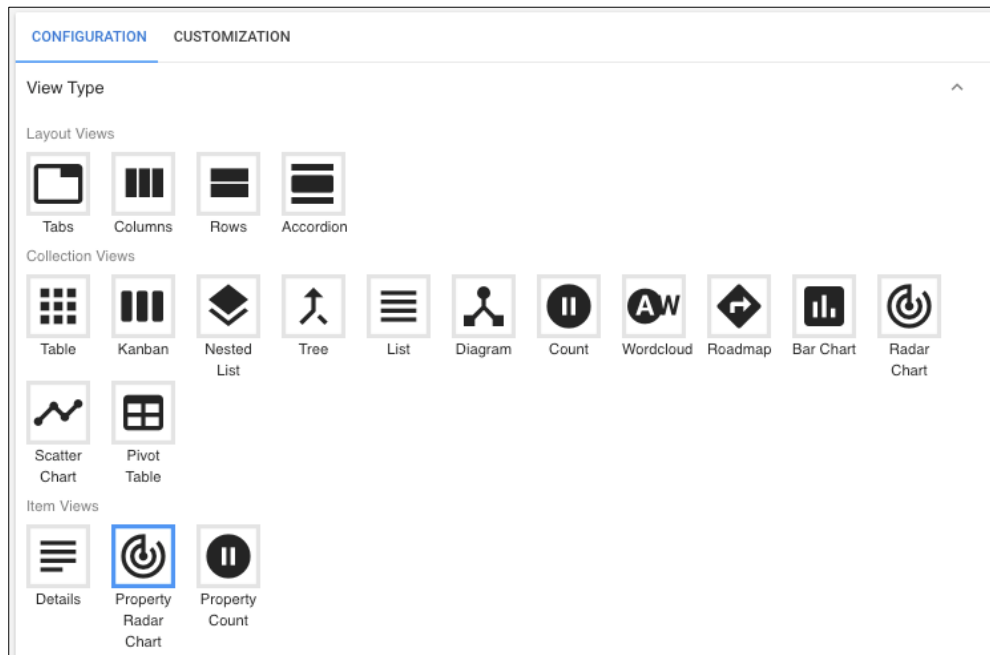 CONFIGURATION CUSTOMIZATION
View Type
Layout Views
Tabs Columns Rows Accordion
Collection Views
AW
Table Kanban Nested List Tree List Diagram Count Wordcloud Roadmap Bar Chart Radar Chart
Scatter Chart Pivot Table
Item Views
Details Property Radar Chart Property Count